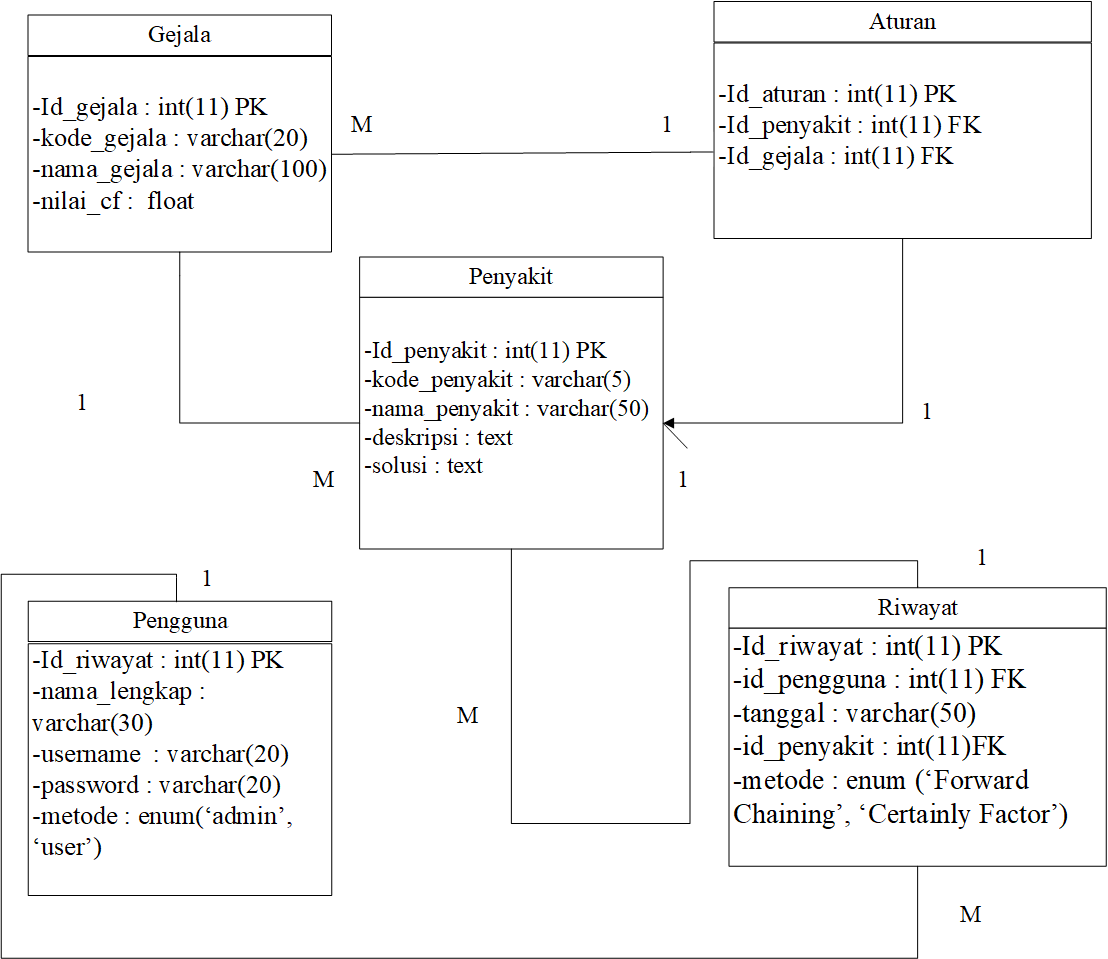 Gejala
-Id_gejala : int(11) PK
-kode_gejala : varchar(20)
-nama_gejala : varchar(100)
-nilai_cf : float
M
1
Aturan
-Id_aturan : int(11) PK
-Id_penyakit : int(11) FK
-Id_gejala : int(11) FK
Penyakit
-Id_penyakit : int(11) PK
-kode_penyakit : varchar(5)
-nama_penyakit : varchar(50)
-deskripsi : text
-solusi : text
1
M
1
1
1
Pengguna
-Id_riwayat : int(11) PK
-nama_lengkap :
varchar(30)
-username : varchar(20)
-password : varchar(20)
-metode : enum(‘admin’,
‘user’)
M
1
Riwayat
-Id_riwayat : int(11) PK
-id_pengguna : int(11) FK
-tanggal : varchar(50)
-id_penyakit : int(11)FK
-metode : enum (‘Forward
Chaining’, ‘Certainly Factor’)
M